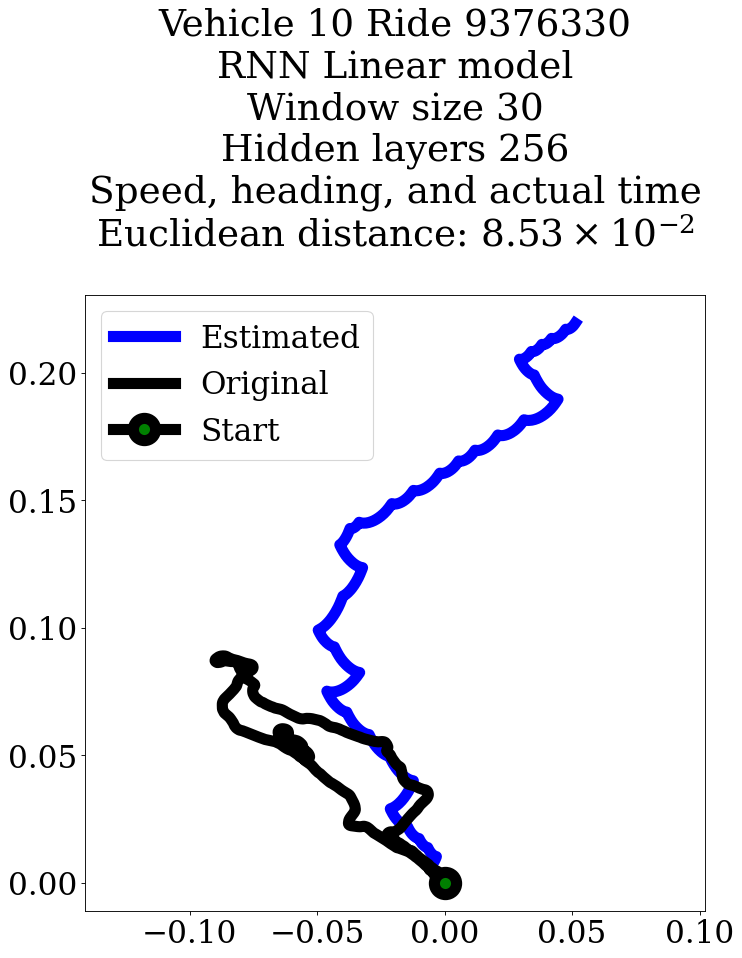 Vehicle 10 Ride 9376330
RNN Linear model
Window size 30
Hidden layers 256
Speed, heading, and actual time
Euclidean distance: 8.53 × 10⁻²
Estimated
Original
Start
0.20
0.15
0.10
0.05
0.00
−0.10 −0.05 0.00 0.05 0.10